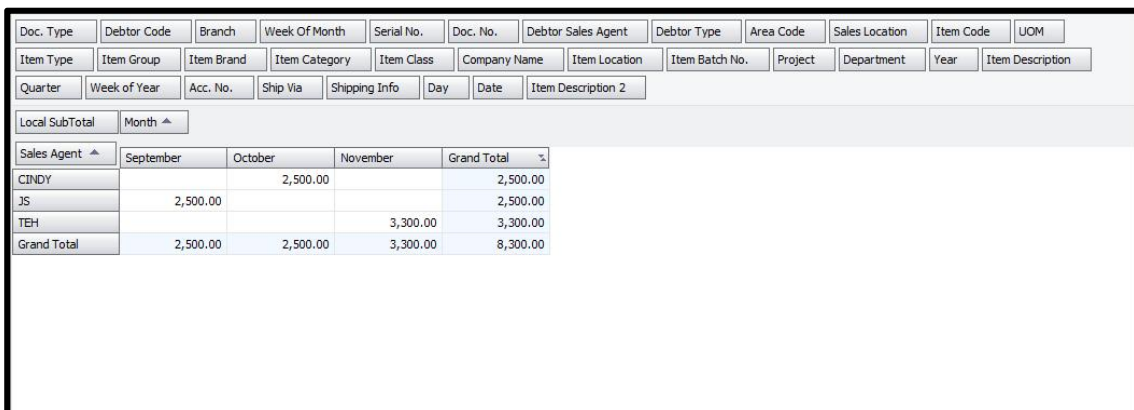 Doc. Type Debtor Code Branch Week Of Month Serial No. Doc. No. Debtor Sales Agent Debtor Type Area Code Sales Location Item Code UOM
Item Type Item Group Item Brand Item Category Item Class Company Name Item Location Item Batch No. Project Department Year Item Description
Quarter Week of Year Acc. No. Ship Via Shipping Info Day Date Item Description 2
Local SubTotal Month
Sales Agent September October November Grand Total
CINDY 2,500.00 2,500.00
JS 2,500.00 2,500.00
TEH 3,300.00 3,300.00
Grand Total 2,500.00 2,500.00 3,300.00 8,300.00